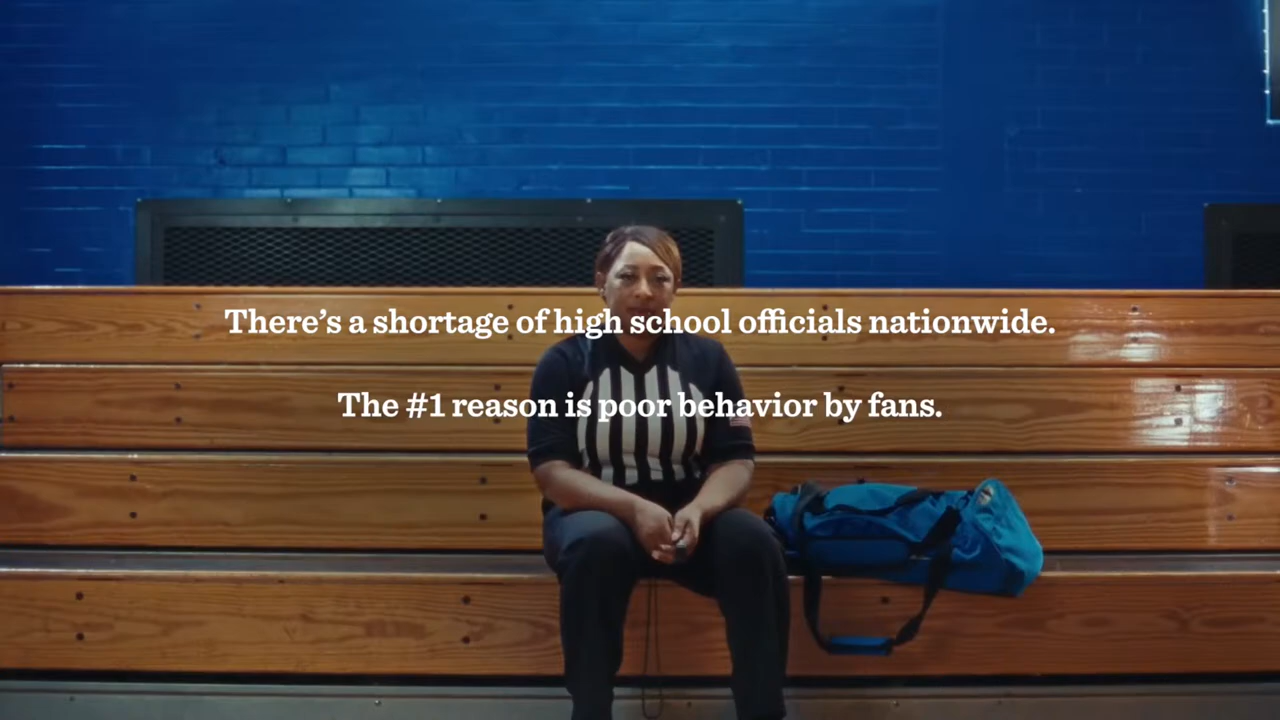 There's a shortage of high school officials nationwide.
The #1 reason is poor behavior by fans.